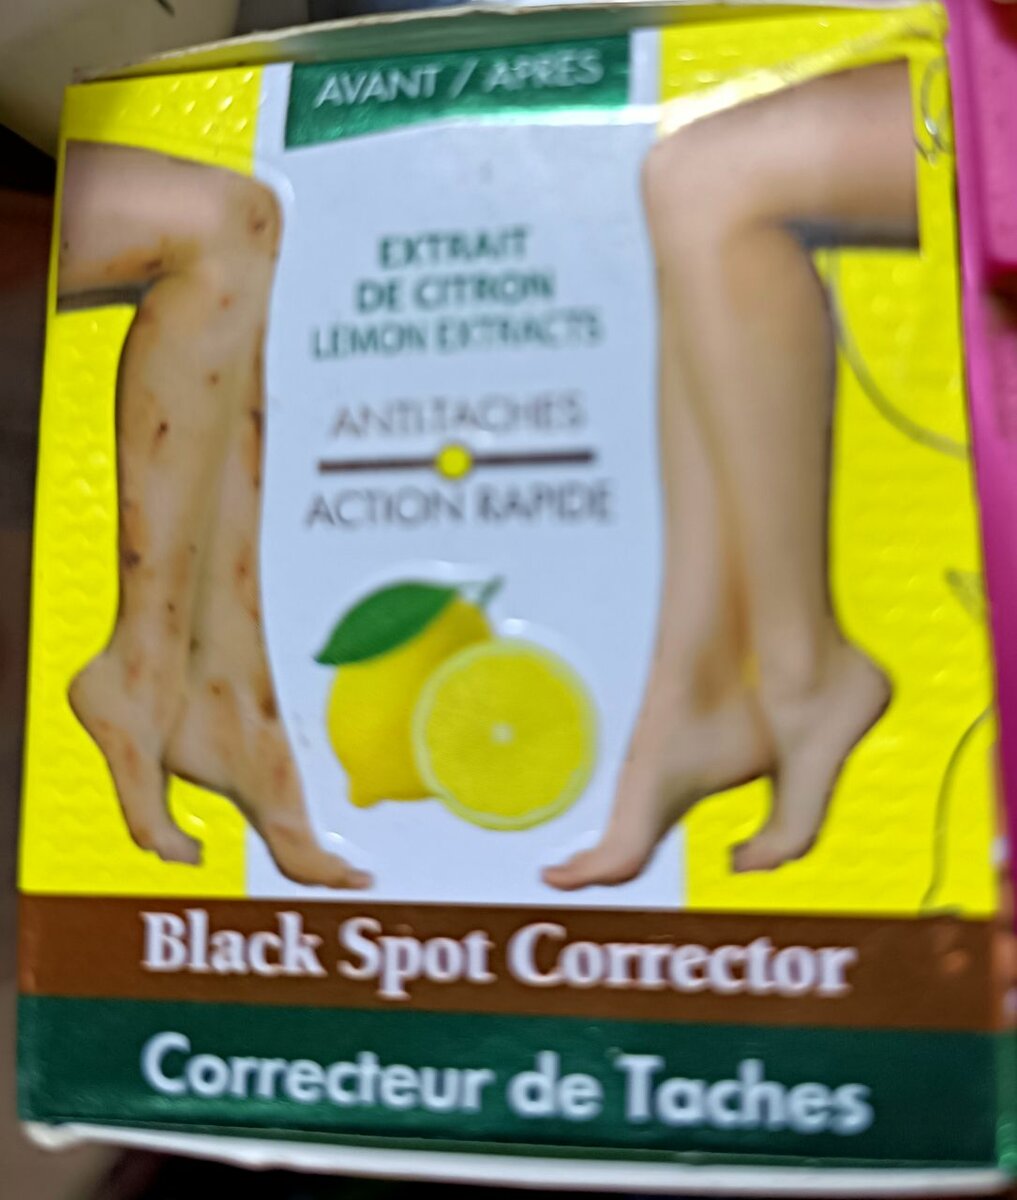 AVANT / APRES
EXTRAIT
DE CITRON
LEMON EXTRACTS
ANTI-TACHES
ACTION RAPIDE
Black Spot Corrector
Correcteur de Taches